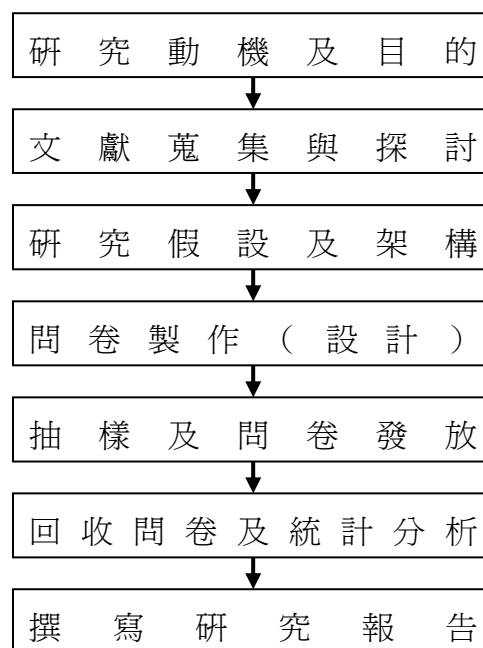 研究動機及目的
文獻蒐集與探討
研究假設及架構
問卷製作(設計)
抽樣及問卷發放
回收問卷及統計分析
撰寫研究報告